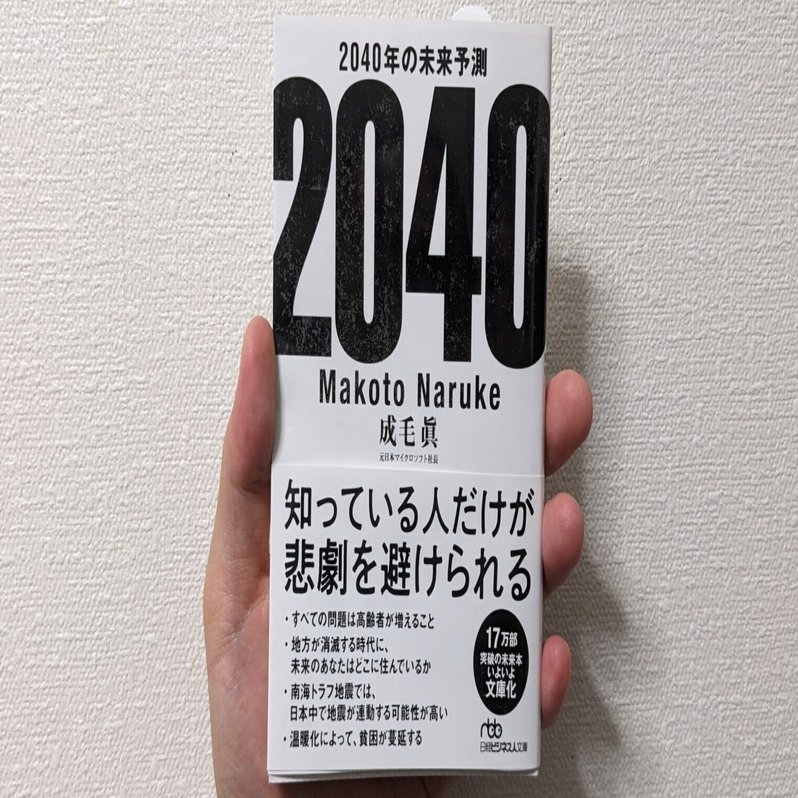 2040年の未来予測
2040
Makoto Naruke
成毛眞
元日本マイクロソフト社長
知っている人だけが
悲劇を避けられる
・すべての問題は高齢者が増えること
・地方が消滅する時代に、
未来のあなたはどこに住んでいるか
・南海トラフ地震では、
日本中で地震が連動する可能性が高い
・温暖化によって、貧困が蔓延する
17万部
突破の未来本
いよいよ
文庫化
nbb
日経ビジネス人文庫